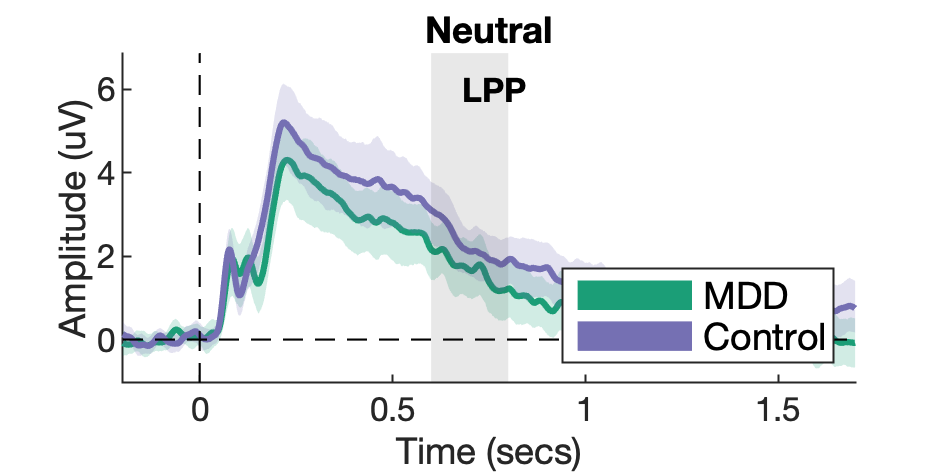 Neutral
LPP
Amplitude (uV)
6
4
2
0
MDD
Control
0
0.5
1
1.5
Time (secs)